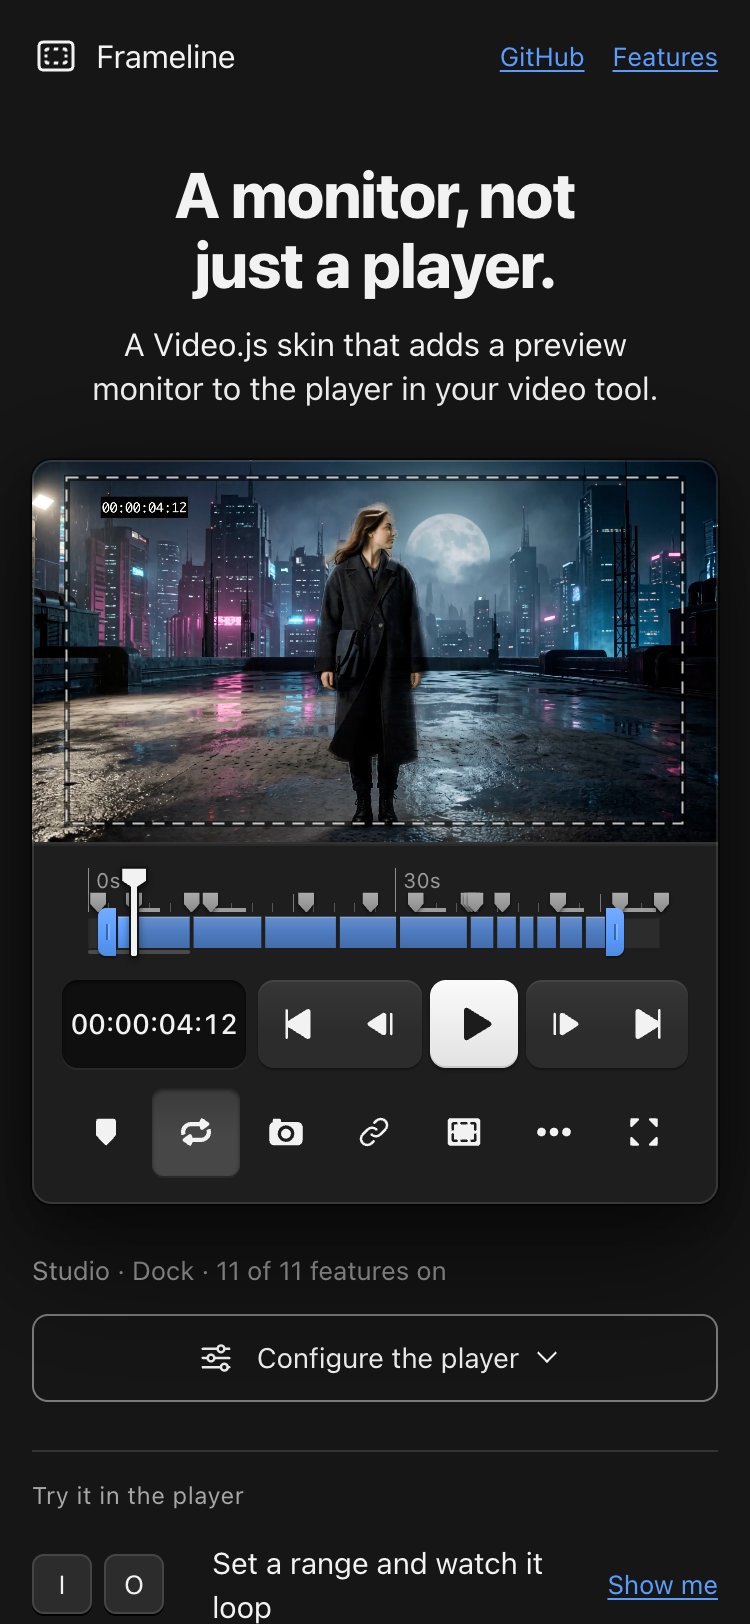 Frameline
GitHub Features
A monitor, not
just a player.
A Video.js skin that adds a preview
monitor to the player in your video tool.
00:00:04:12
0s 30s
00:00:04:12
Studio · Dock · 11 of 11 features on
Configure the player
Try it in the player
I O
Set a range and watch it
loop
Show me